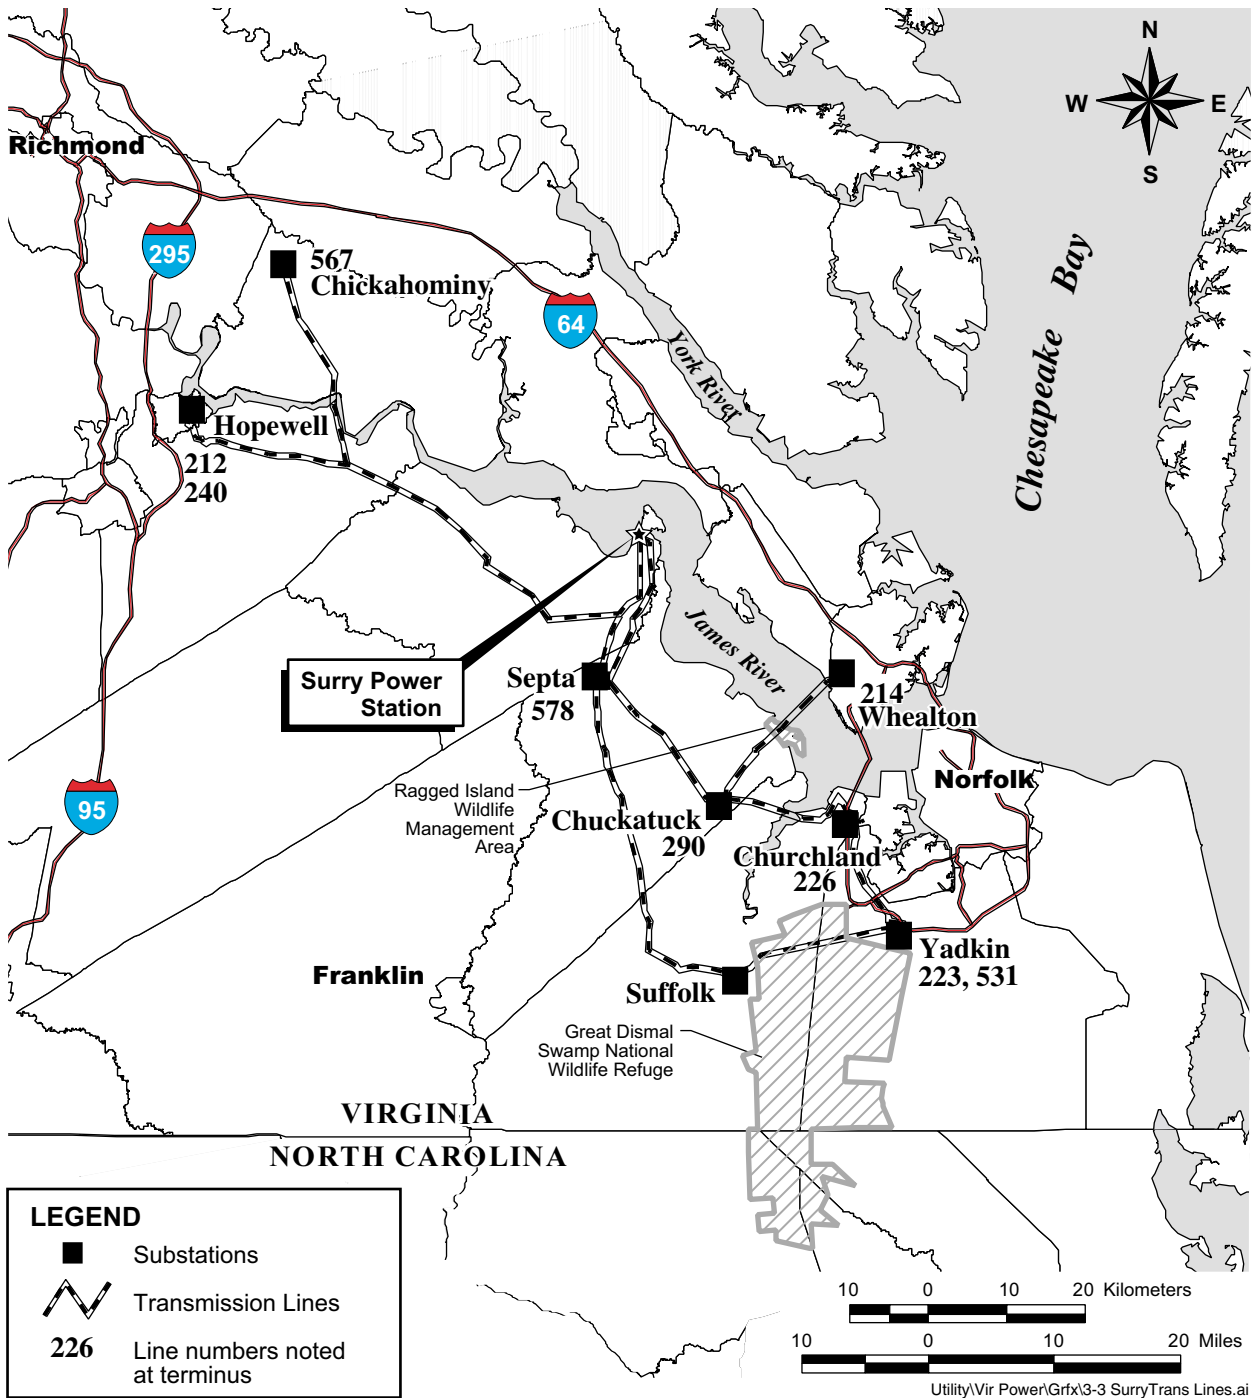 N
W E
S
Richmond
295
567
Chickahominy
64
York River
Chesapeake Bay
Hopewell
212
240
James River
Surry Power
Station
Septa
578
214
Whealton
Norfolk
95
Ragged Island
Wildlife
Management
Area
Chuckatuck
290
Churchland
226
Franklin
Suffolk
Yadkin
223, 531
Great Dismal
Swamp National
Wildlife Refuge
VIRGINIA
NORTH CAROLINA
LEGEND
Substations
Transmission Lines
226 Line numbers noted
at terminus
10 0 10 20 Kilometers
10 0 10 20 Miles
Utility\Vir Power\Grfx\3-3 SurryTrans Lines.ai